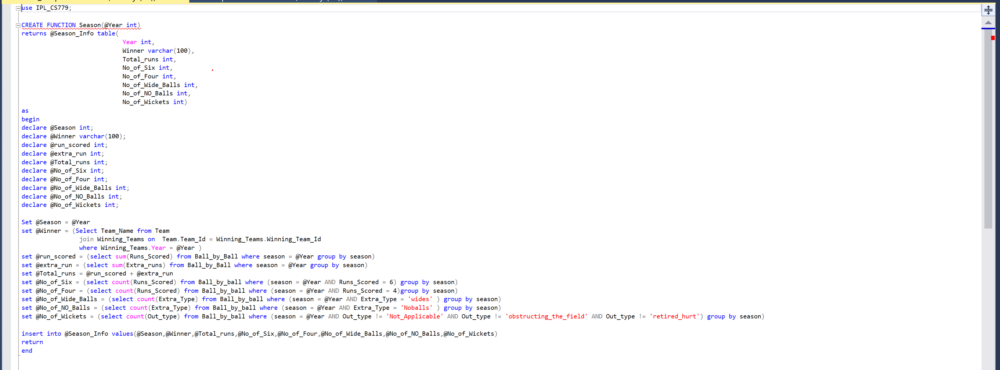 use IPL_CS779;
CREATE FUNCTION Season(@Year int)
returns @Season_Info table(
Year int,
Winner varchar(100),
Total_runs int,
No_of_Six int,
No_of_Four int,
No_of_Wide_Balls int,
No_of_NO_Balls int,
No_of_Wickets int)
as
begin
declare @Season int;
declare @Winner varchar(100);
declare @run_scored int;
declare @extra_run int;
declare @Total_runs int;
declare @No_of_Six int;
declare @No_of_Four int;
declare @No_of_Wide_Balls int;
declare @No_of_NO_Balls int;
declare @No_of_Wickets int;
Set @Season = @Year
set @Winner = (Select Team_Name from Team
join Winning_Teams on  Team.Team_Id = Winning_Teams.Winning_Team_Id
where Winning_Teams.Year = @Year )
set @run_scored = (select sum(Runs_Scored) from Ball_by_Ball where season = @Year group by season)
set @extra_run = (select sum(Extra_runs) from Ball_by_Ball where season = @Year group by season)
set @Total_runs = @run_scored + @extra_run
set @No_of_Six = (select count(Runs_Scored) from Ball_by_ball where (season = @Year AND Runs_Scored = 6) group by season)
set @No_of_Four = (select count(Runs_Scored) from Ball_by_ball where (season = @Year AND Runs_Scored = 4)group by season)
set @No_of_Wide_Balls = (select count(Extra_Type) from Ball_by_ball where (season = @Year AND Extra_Type = 'wides' ) group by season)
set @No_of_NO_Balls = (select count(Extra_Type) from Ball_by_ball where (season = @Year AND Extra_Type = 'Noballs' ) group by season)
set @No_of_Wickets = (select count(Out_type) from Ball_by_ball where (season = @Year AND Out_type != 'Not_Applicable' AND Out_type != 'obstructing_the_field' AND Out_type != 'retired_hurt') group by season)
insert into @Season_Info values(@Season,@Winner,@Total_runs,@No_of_Six,@No_of_Four,@No_of_Wide_Balls,@No_of_NO_Balls,@No_of_Wickets)
return
end